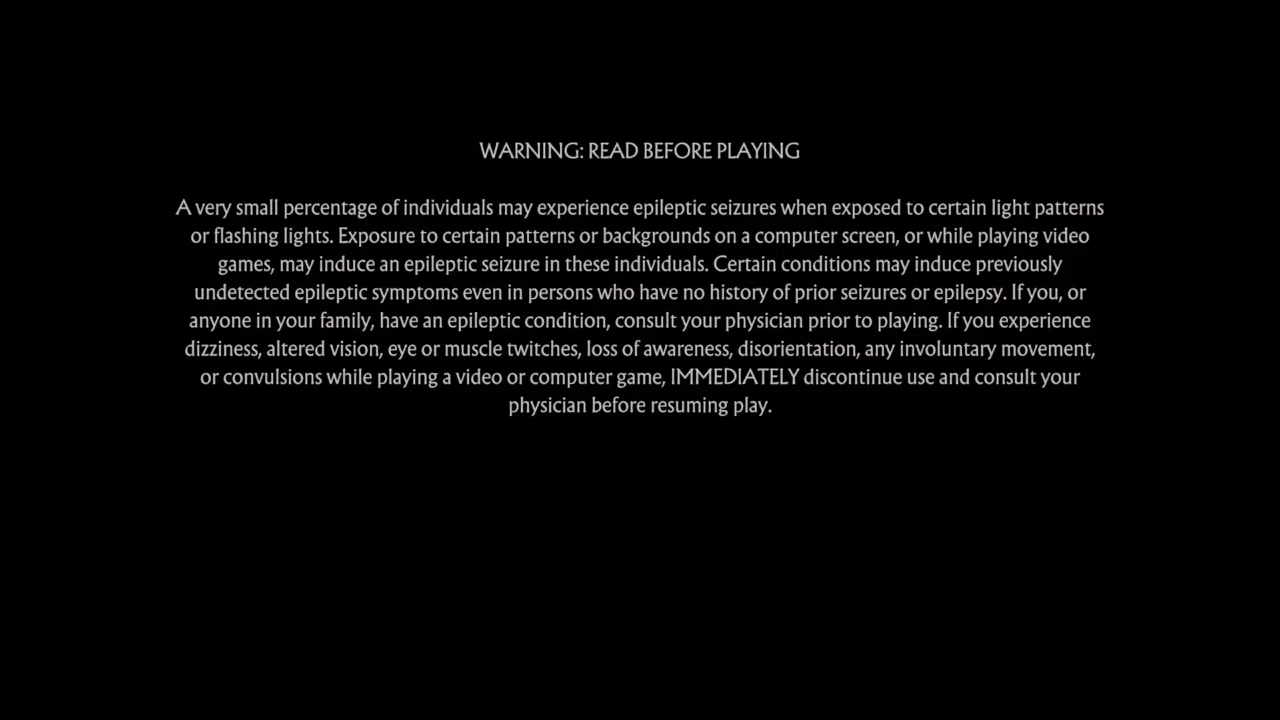 WARNING: READ BEFORE PLAYING
A very small percentage of individuals may experience epileptic seizures when exposed to certain light patterns
or flashing lights. Exposure to certain patterns or backgrounds on a computer screen, or while playing video
games, may induce an epileptic seizure in these individuals. Certain conditions may induce previously
undetected epileptic symptoms even in persons who have no history of prior seizures or epilepsy. If you, or
anyone in your family, have an epileptic condition, consult your physician prior to playing. If you experience
dizziness, altered vision, eye or muscle twitches, loss of awareness, disorientation, any involuntary movement,
or convulsions while playing a video or computer game, IMMEDIATELY discontinue use and consult your
physician before resuming play.